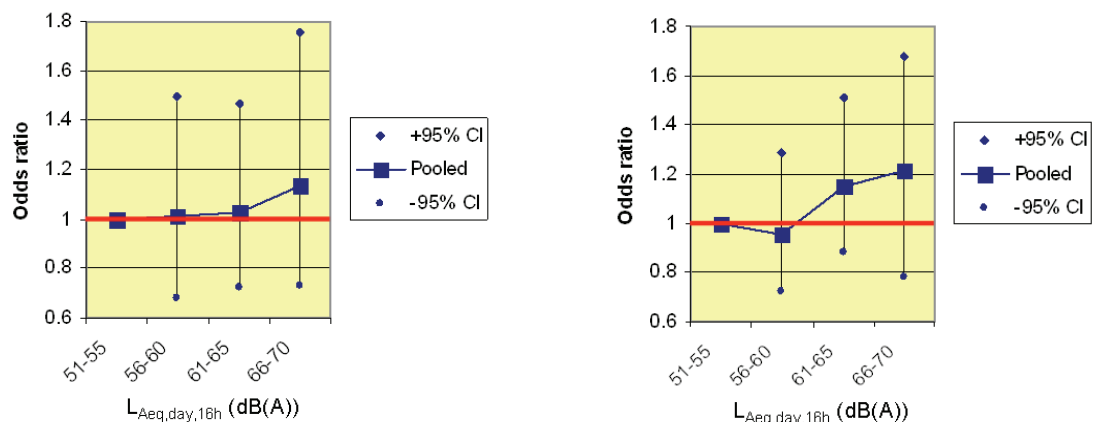 1.8
1.6
1.4
1.2
1
0.8
0.6
Odds ratio
51-55
56-60
61-65
66-70
L_Aeq,day,16h (dB(A))
+95% CI
Pooled
-95% CI
1.8
1.6
1.4
1.2
1
0.8
0.6
Odds ratio
51-55
56-60
61-65
66-70
L_Aeq,day,16h (dB(A))
+95% CI
Pooled
-95% CI